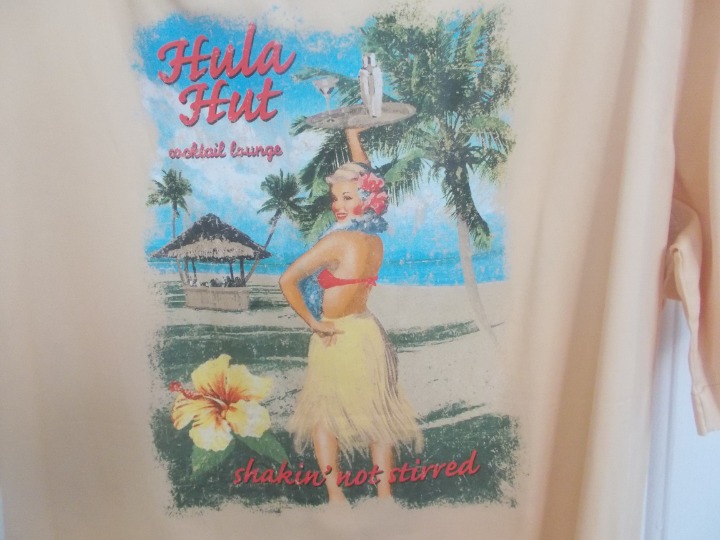 Hula
Hut
cocktail lounge
shakin' not stirred